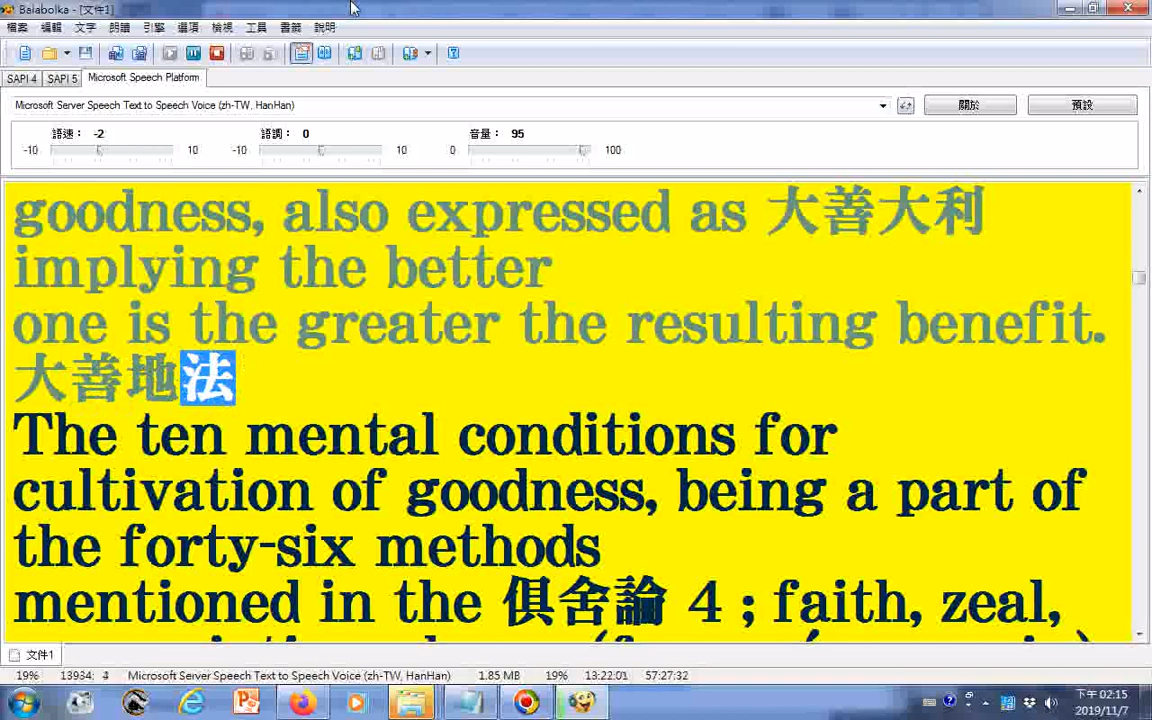 Balabolka - [文件1]
檔案 編輯 文字 朗讀 引擎 選項 檢視 工具 書籤 說明
SAPI 4 SAPI 5 Microsoft Speech Platform
Microsoft Server Speech Text to Speech Voice (zh-TW, HanHan) 關於 預設
語速: -2 語調: 0 音量: 95
-10 10 -10 10 0 100
goodness, also expressed as 大善大利
implying the better
one is the greater the resulting benefit.
大善地法
The ten mental conditions for
cultivation of goodness, being a part of
the forty-six methods
mentioned in the 俱舍論 4 ; faith, zeal,
文件1
19% 13934: 4 Microsoft Server Speech Text to Speech Voice (zh-TW, HanHan) 1.85 MB 19% 13:22:01 57:27:32
下午 02:15
2019/11/7